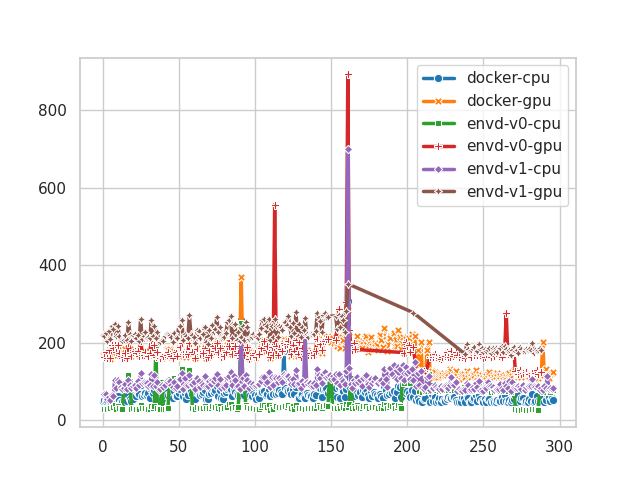 docker-cpu
docker-gpu
envd-v0-cpu
envd-v0-gpu
envd-v1-cpu
envd-v1-gpu
800
600
400
200
0
0 50 100 150 200 250 300